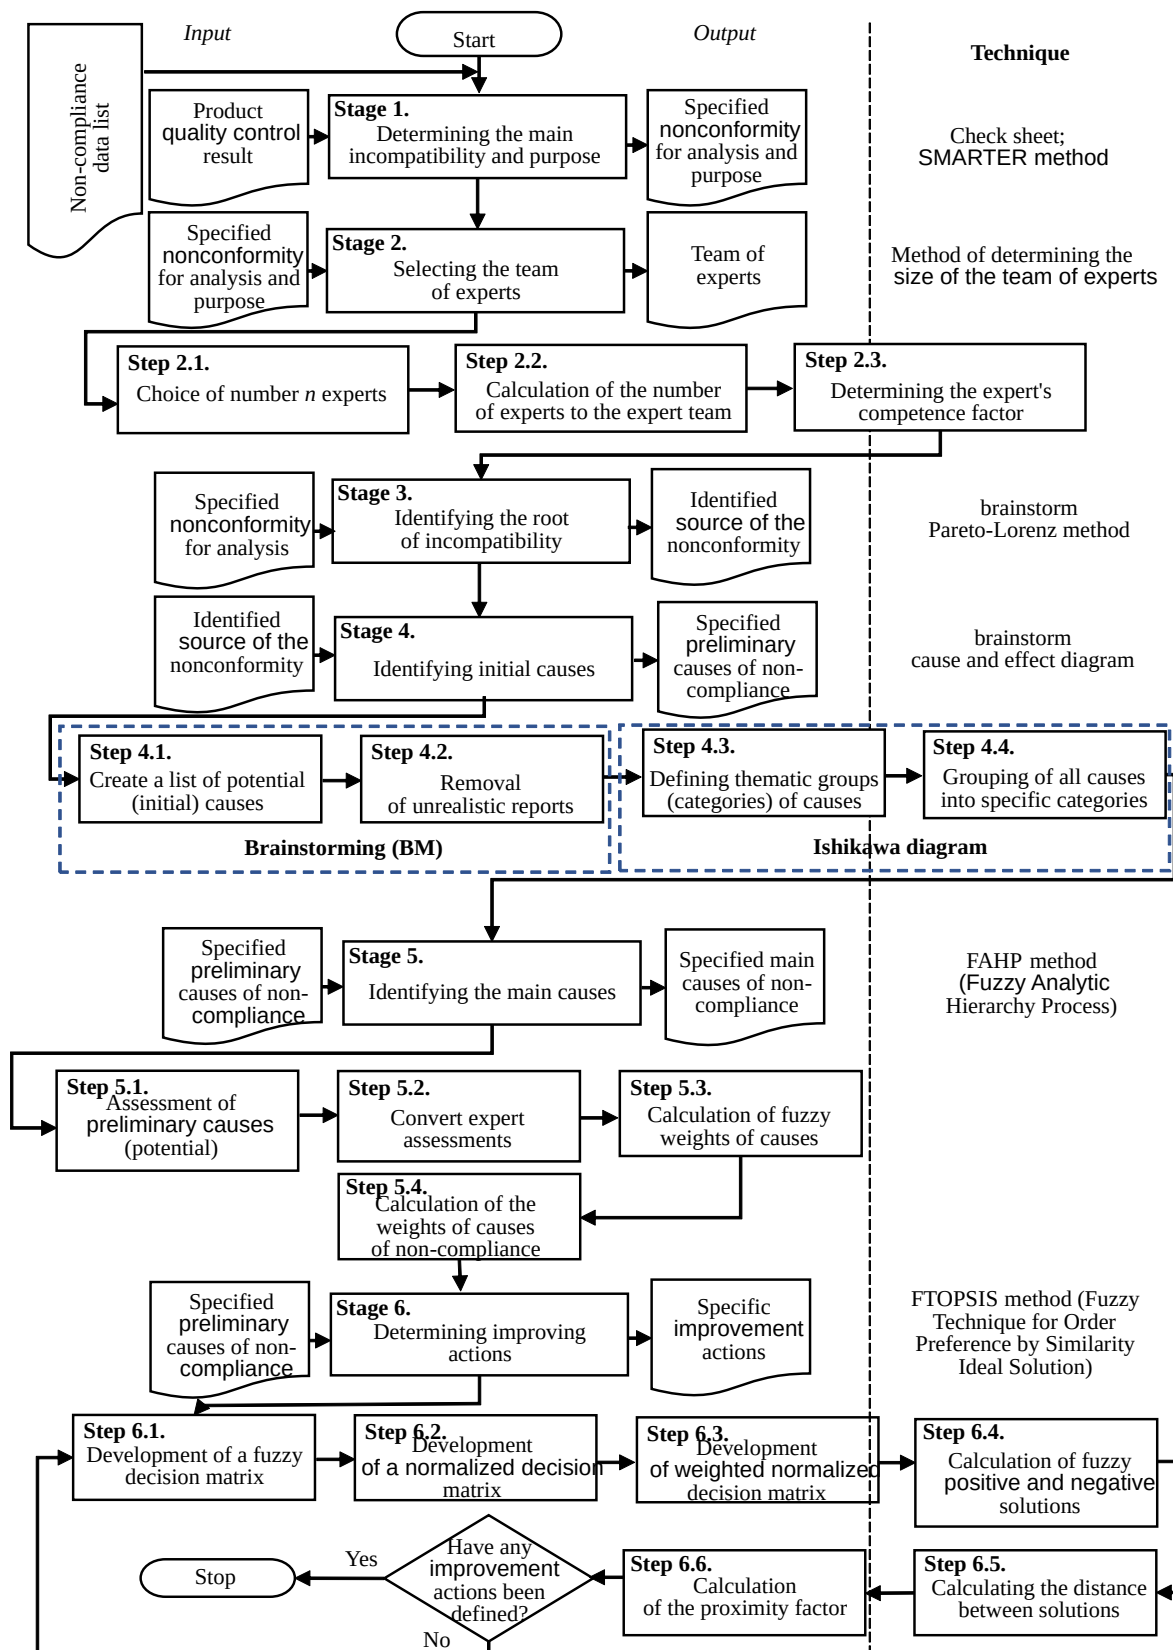 Input
Start
Output
Technique
Non-compliance
data list
Product
quality control
result
Stage 1.
Determining the main
incompatibility and purpose
Specified
nonconformity
for analysis and
purpose
Check sheet;
SMARTER method
Specified
nonconformity
for analysis and
purpose
Stage 2.
Selecting the team
of experts
Team of
experts
Method of determining the
size of the team of experts
Step 2.1.
Choice of number n experts
Step 2.2.
Calculation of the number
of experts to the expert team
Step 2.3.
Determining the expert's
competence factor
Specified
nonconformity
for analysis
Stage 3.
Identifying the root
of incompatibility
Identified
source of the
nonconformity
brainstorm
Pareto-Lorenz method
Identified
source of the
nonconformity
Stage 4.
Identifying initial causes
Specified
preliminary
causes of non-
compliance
brainstorm
cause and effect diagram
Step 4.1.
Create a list of potential
(initial) causes
Step 4.2.
Removal
of unrealistic reports
Step 4.3.
Defining thematic groups
(categories) of causes
Step 4.4.
Grouping of all causes
into specific categories
Brainstorming (BM)
Ishikawa diagram
Specified
preliminary
causes of non-
compliance
Stage 5.
Identifying the main causes
Specified main
causes of non-
compliance
FAHP method
(Fuzzy Analytic
Hierarchy Process)
Step 5.1.
Assessment of
preliminary causes
(potential)
Step 5.2.
Convert expert
assessments
Step 5.3.
Calculation of fuzzy
weights of causes
Step 5.4.
Calculation of the
weights of causes
of non-compliance
Specified
preliminary
causes of non-
compliance
Stage 6.
Determining improving
actions
Specific
improvement
actions
FTOPSIS method (Fuzzy
Technique for Order
Preference by Similarity
Ideal Solution)
Step 6.1.
Development of a fuzzy
decision matrix
Step 6.2.
Development
of a normalized decision
matrix
Step 6.3.
Development
of weighted normalized
decision matrix
Step 6.4.
Calculation of fuzzy
positive and negative
solutions
Stop
Yes
Have any
improvement
actions been
defined?
No
Step 6.6.
Calculation
of the proximity factor
Step 6.5.
Calculating the distance
between solutions